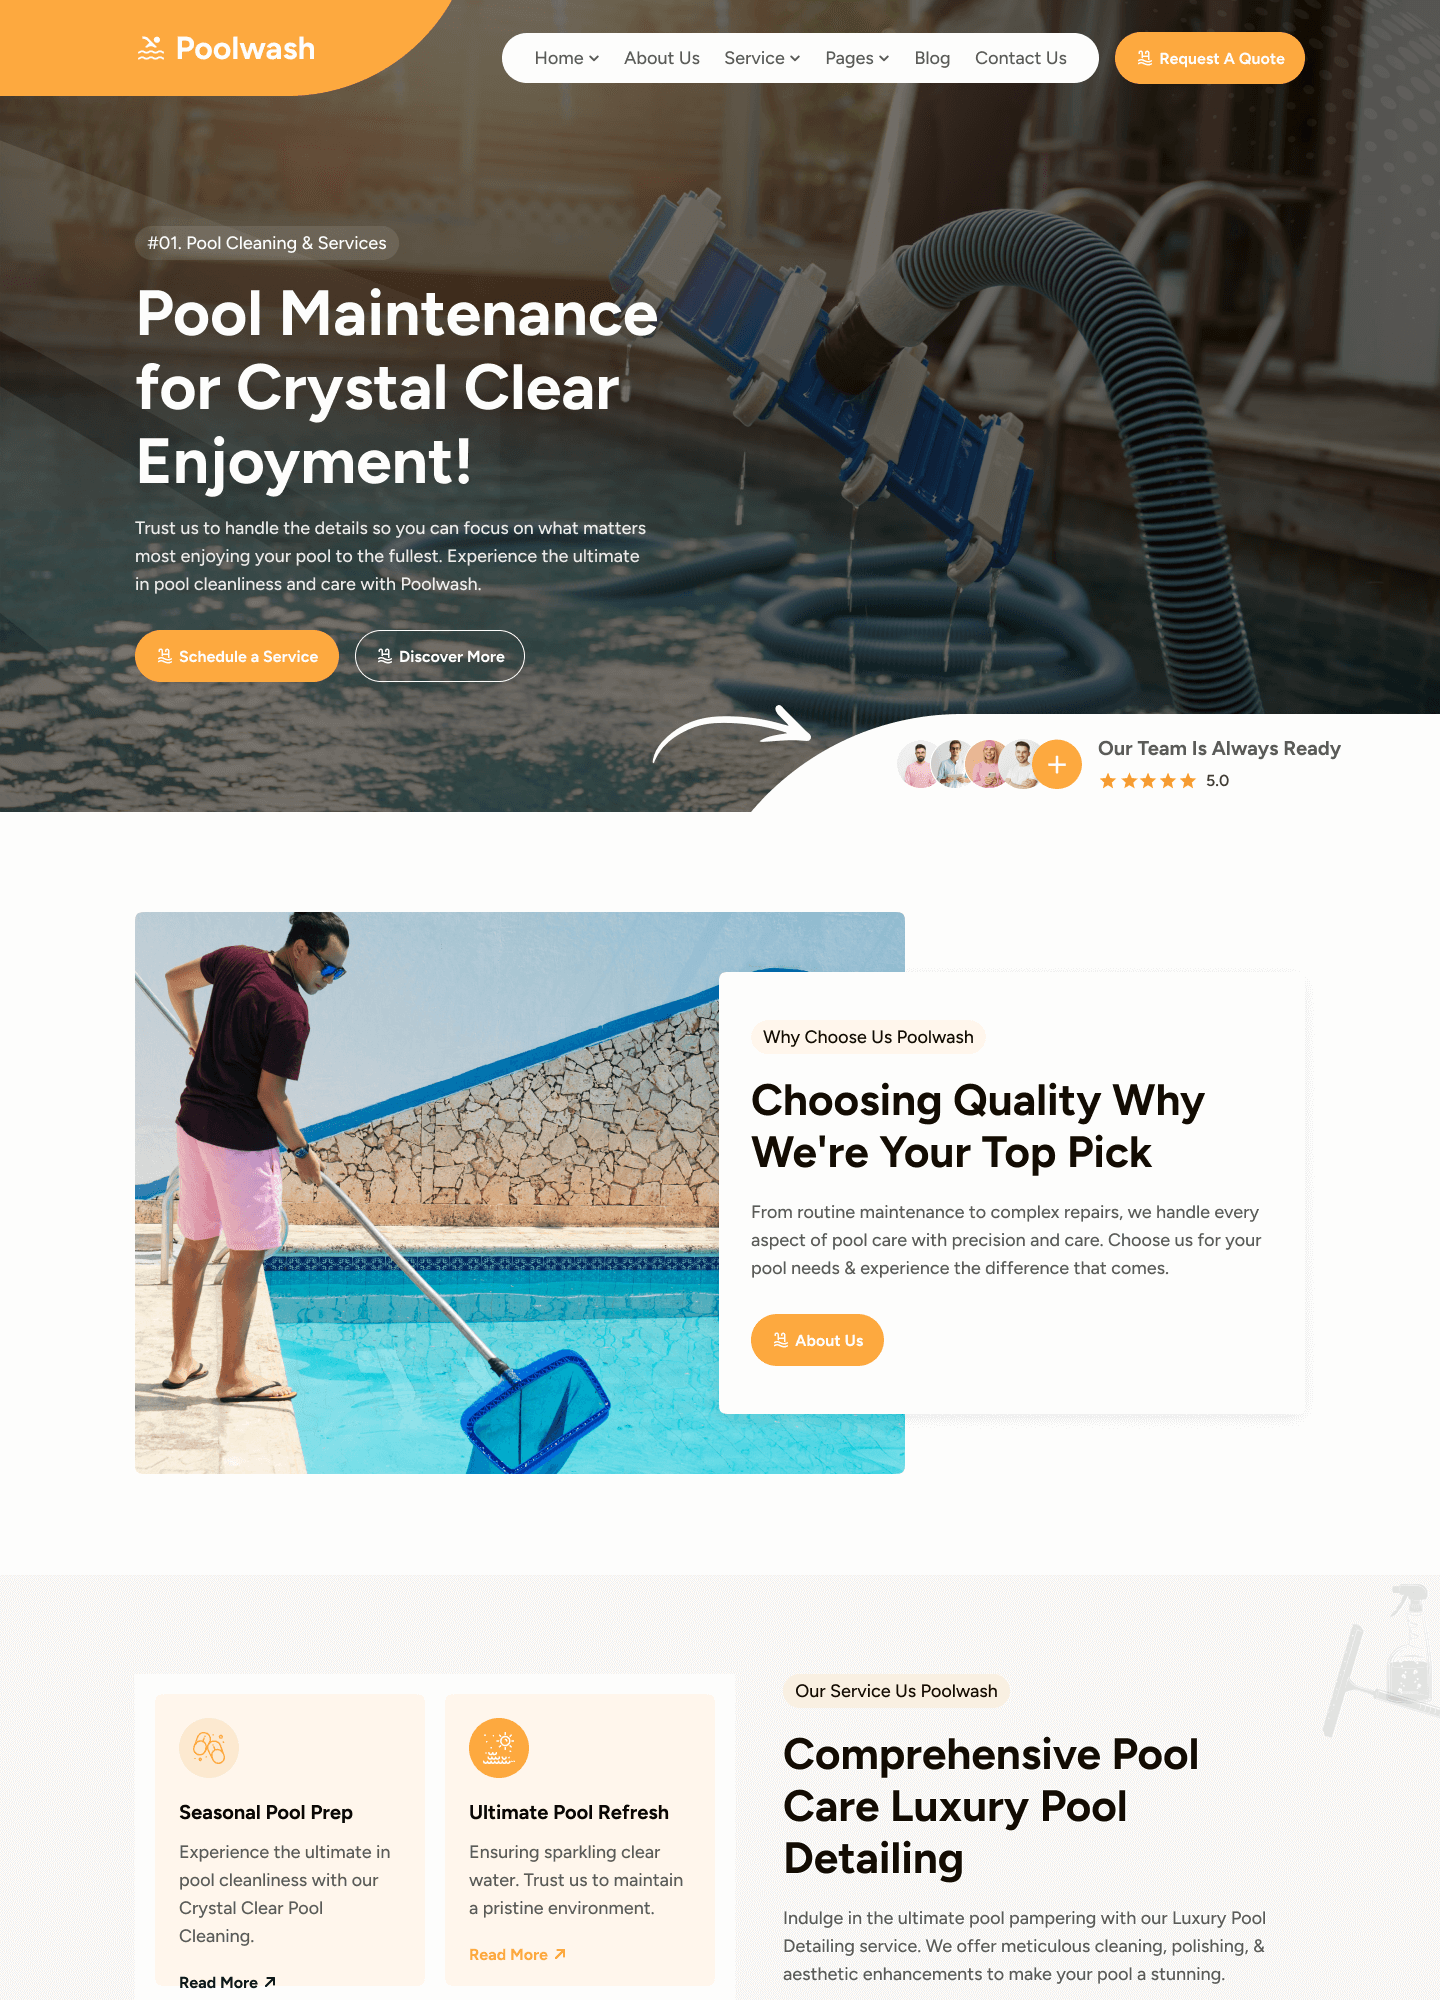 Poolwash
Home
About Us
Service
Pages
Blog
Contact Us
Request A Quote
#01. Pool Cleaning & Services
Pool Maintenance
for Crystal Clear
Enjoyment!
Trust us to handle the details so you can focus on what matters
most enjoying your pool to the fullest. Experience the ultimate
in pool cleanliness and care with Poolwash.
Schedule a Service
Discover More
Our Team Is Always Ready
5.0
Why Choose Us Poolwash
Choosing Quality Why
We're Your Top Pick
From routine maintenance to complex repairs, we handle every
aspect of pool care with precision and care. Choose us for your
pool needs & experience the difference that comes.
About Us
Seasonal Pool Prep
Experience the ultimate in
pool cleanliness with our
Crystal Clear Pool
Cleaning.
Read More
Ultimate Pool Refresh
Ensuring sparkling clear
water. Trust us to maintain
a pristine environment.
Read More
Our Service Us Poolwash
Comprehensive Pool
Care Luxury Pool
Detailing
Indulge in the ultimate pool pampering with our Luxury Pool
Detailing service. We offer meticulous cleaning, polishing, &
aesthetic enhancements to make your pool a stunning.